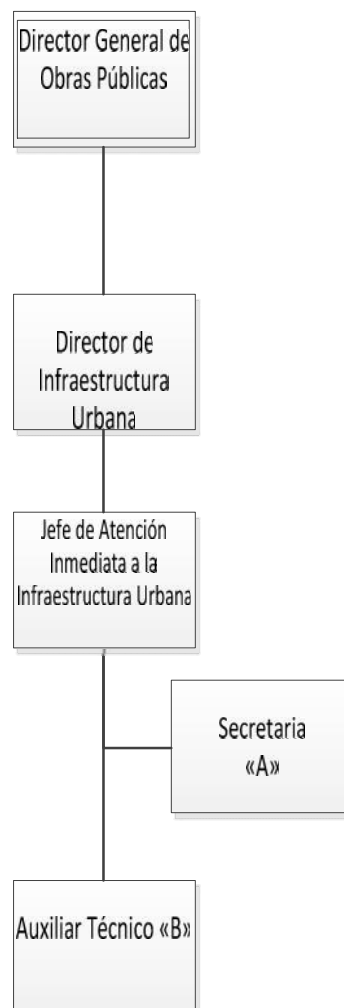 Director General de
Obras Públicas
Director de
Infraestructura
Urbana
Jefe de Atención
Inmediata a la
Infraestructura Urbana
Secretaria
«A»
Auxiliar Técnico «B»